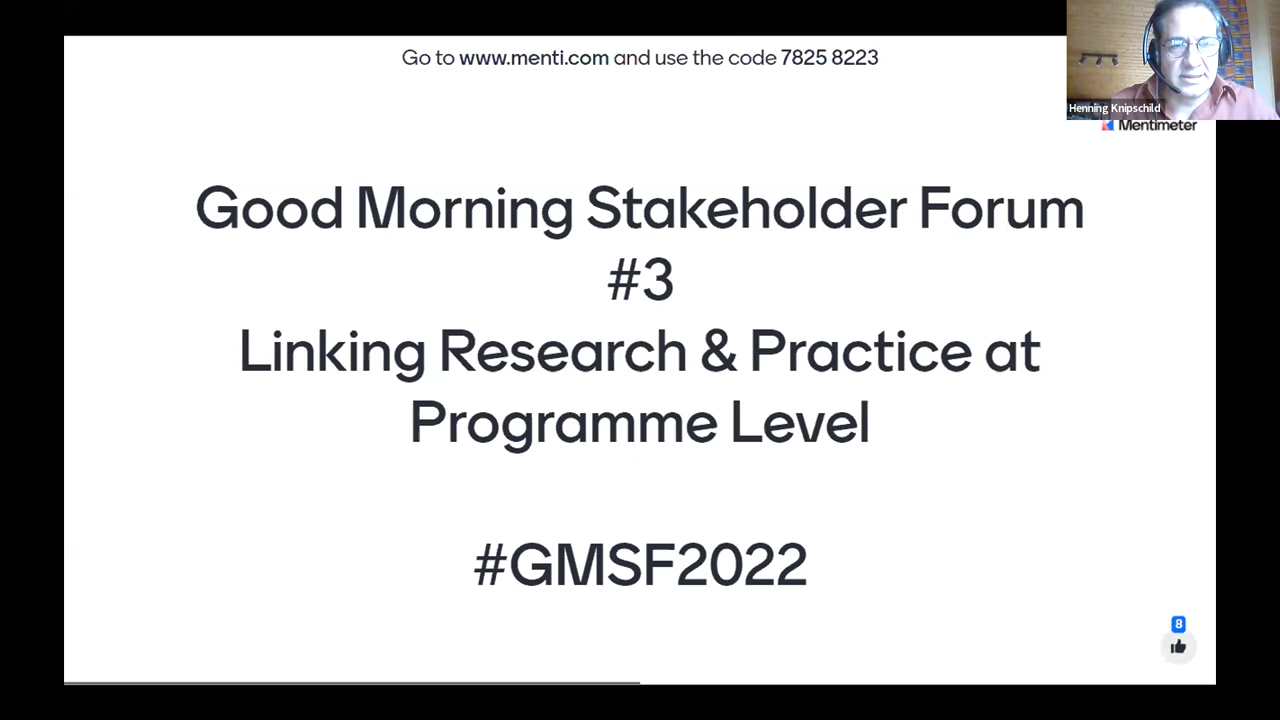 Go to www.menti.com and use the code 7825 8223
Henning Knipschild
Mentimeter
Good Morning Stakeholder Forum
#3
Linking Research & Practice at
Programme Level
#GMSF2022
8